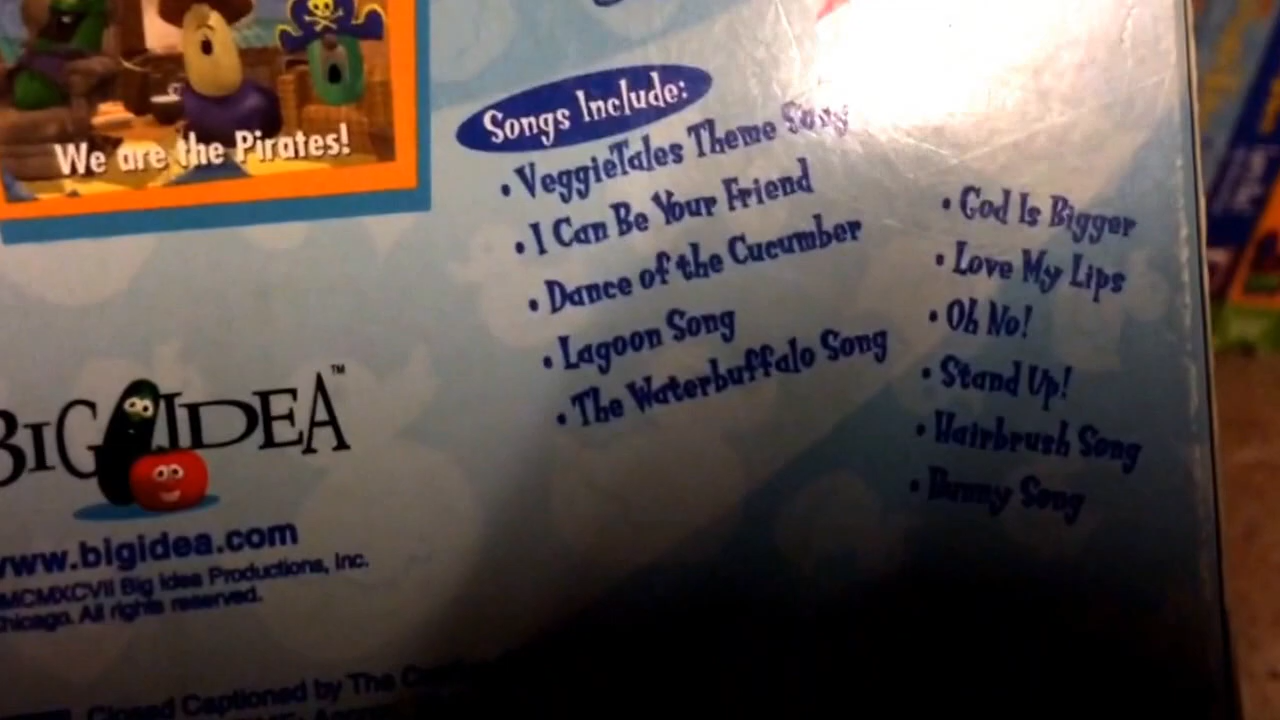 We are the Pirates!
Songs Include:
• VeggieTales Theme Song
• I Can Be Your Friend
• Dance of the Cucumber
• Lagoon Song
• The Waterbuffalo Song
• God Is Bigger
• Love My Lips
• Oh No!
• Stand Up!
• Hairbrush Song
• Bunny Song
BIG IDEA™
www.bigidea.com
MCMXCVII Big Idea Productions, Inc.
Chicago. All rights reserved.
Closed Captioned by The